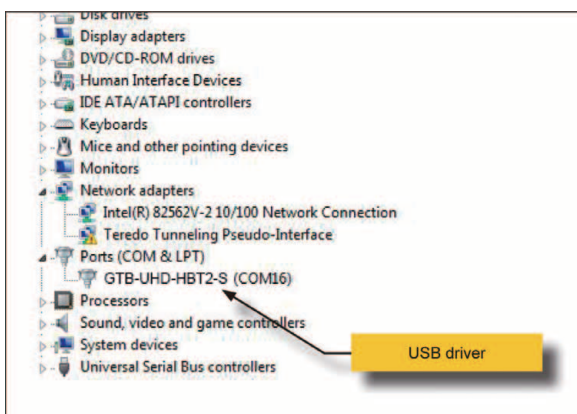 Disk drives
Display adapters
DVD/CD-ROM drives
Human Interface Devices
IDE ATA/ATAPI controllers
Keyboards
Mice and other pointing devices
Monitors
Network adapters
Intel(R) 82562V-2 10/100 Network Connection
Teredo Tunneling Pseudo-Interface
Ports (COM & LPT)
GTB-UHD-HBT2-S (COM16)
Processors
Sound, video and game controllers
System devices
USB driver
Universal Serial Bus controllers